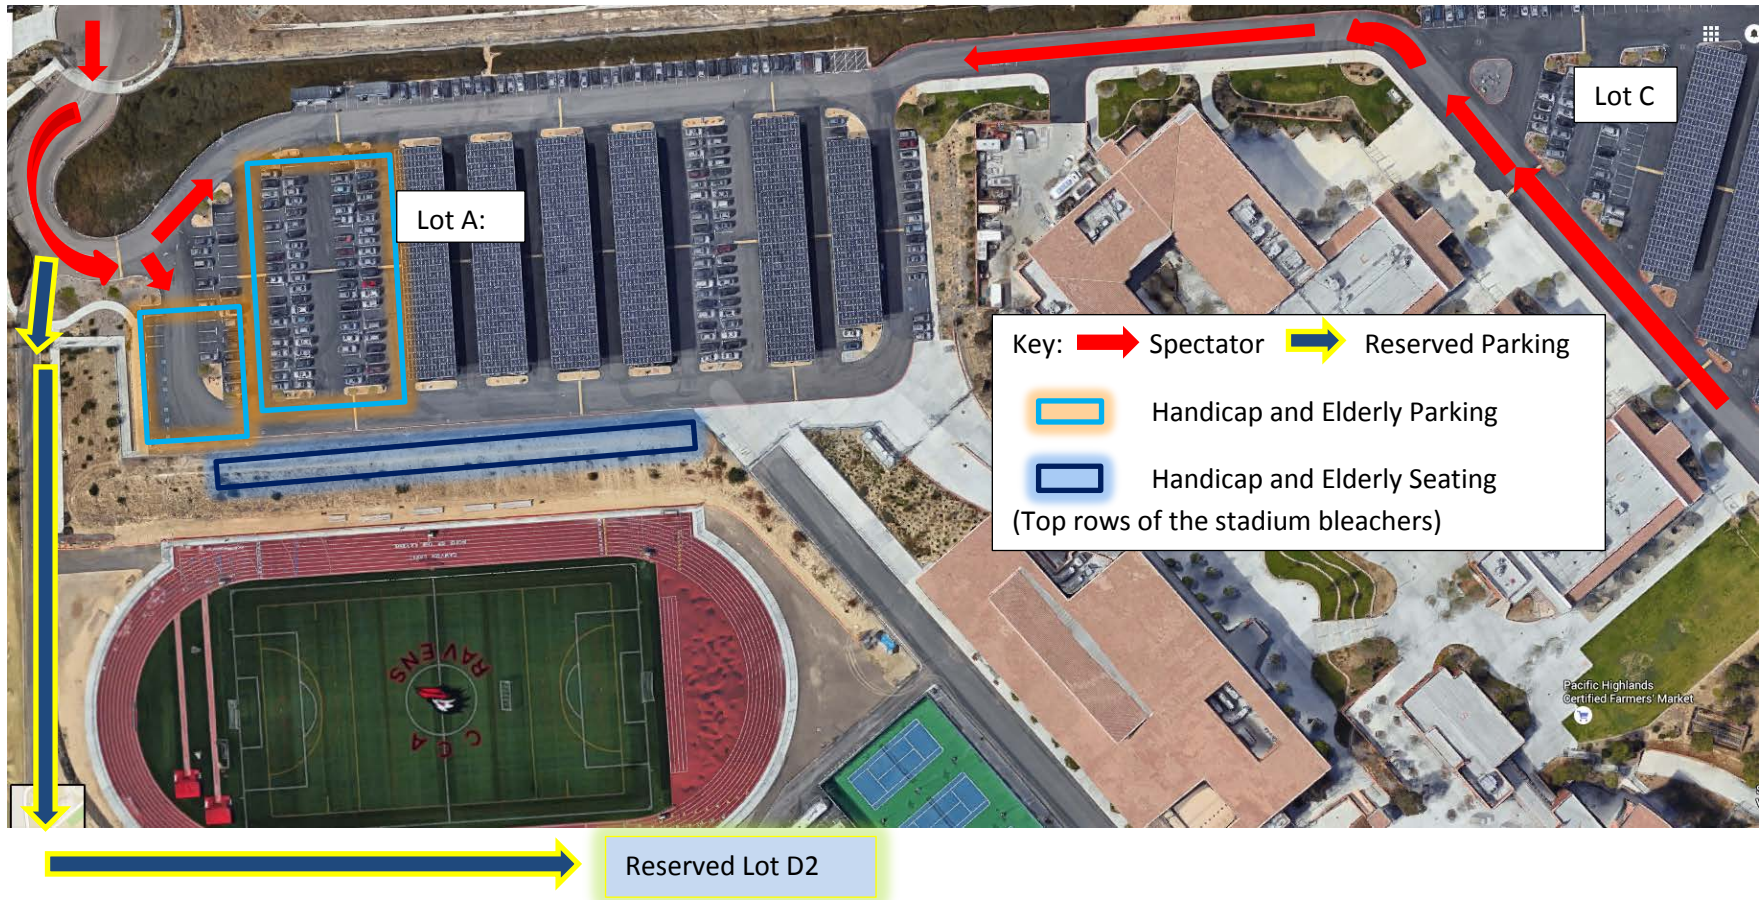 Lot C
Lot A:
Key: Spectator Reserved Parking
Handicap and Elderly Parking
Handicap and Elderly Seating
(Top rows of the stadium bleachers)
RAVENS
CCA
Pacific Highlands
Certified Farmers' Market
Reserved Lot D2